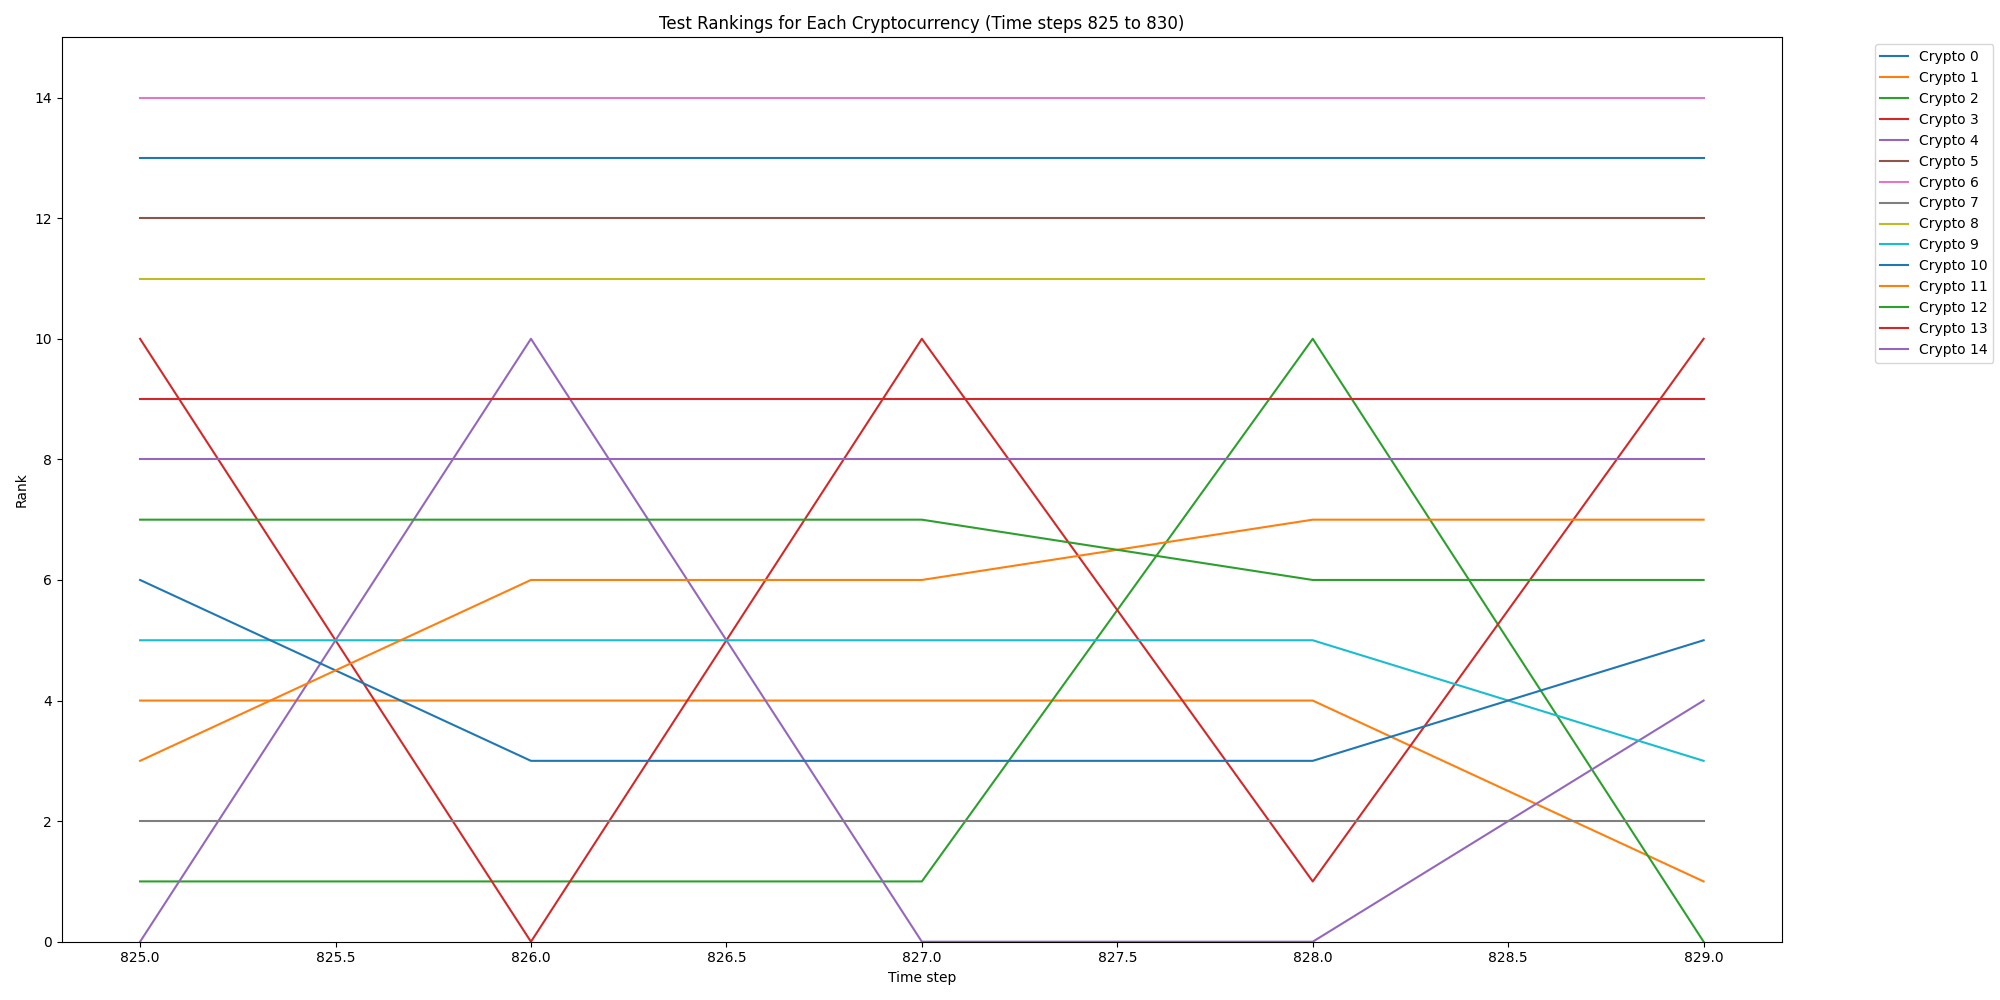 Test Rankings for Each Cryptocurrency (Time steps 825 to 830)
14
12
10
8
6
4
2
0
Rank
825.0 825.5 826.0 826.5 827.0 827.5 828.0 828.5 829.0
Time step
Crypto 0
Crypto 1
Crypto 2
Crypto 3
Crypto 4
Crypto 5
Crypto 6
Crypto 7
Crypto 8
Crypto 9
Crypto 10
Crypto 11
Crypto 12
Crypto 13
Crypto 14